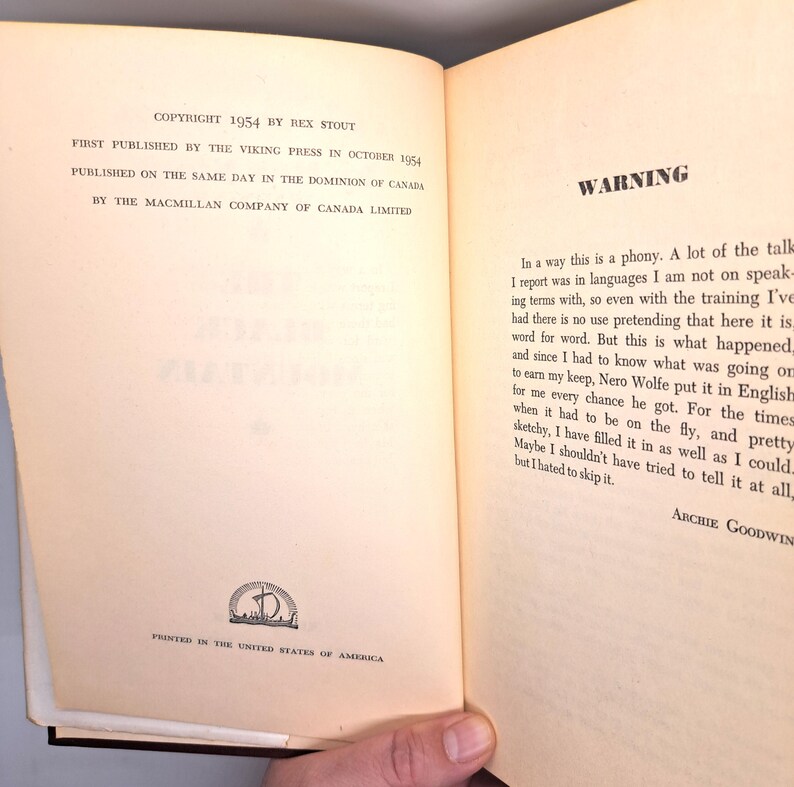 COPYRIGHT 1954 BY REX STOUT
FIRST PUBLISHED BY THE VIKING PRESS IN OCTOBER 1954
PUBLISHED ON THE SAME DAY IN THE DOMINION OF CANADA
BY THE MACMILLAN COMPANY OF CANADA LIMITED
PRINTED IN THE UNITED STATES OF AMERICA
WARNING
In a way this is a phony. A lot of the talk
I report was in languages I am not on speak-
ing terms with, so even with the training I've
had there is no use pretending that here it is,
word for word. But this is what happened,
and since I had to know what was going on
to earn my keep, Nero Wolfe put it in English
for me every chance he got. For the times
when it had to be on the fly, and pretty
sketchy, I have filled it in as well as I could.
Maybe I shouldn't have tried to tell it at all,
but I hated to skip it.
ARCHIE GOODWIN